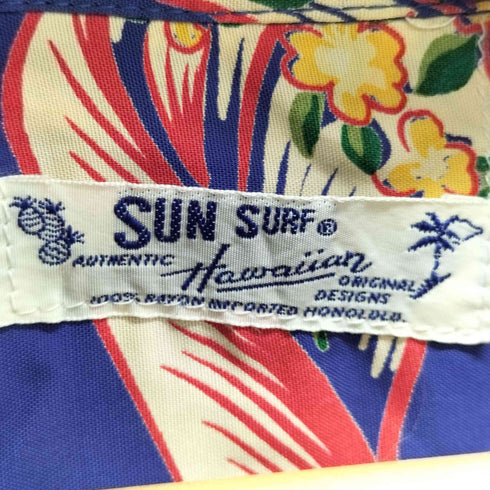 SUN SURF®
AUTHENTIC Hawaiian ORIGINAL DESIGNS
100% RAYON IMPORTED HONOLULU.